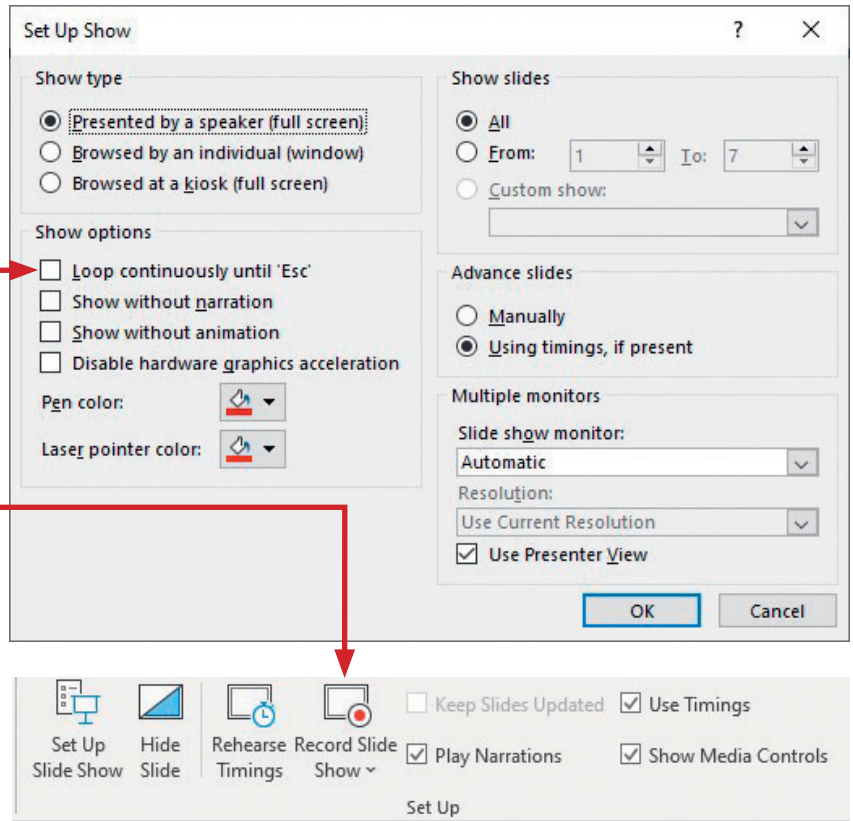 Set Up Show ?
Show type
Presented by a speaker (full screen)
Browsed by an individual (window)
Browsed at a kiosk (full screen)
Show options
Loop continuously until 'Esc'
Show without narration
Show without animation
Disable hardware graphics acceleration
Pen color:
Laser pointer color:
Show slides
All
From: 1 To: 7
Custom show:
Advance slides
Manually
Using timings, if present
Multiple monitors
Slide show monitor:
Automatic
Resolution:
Use Current Resolution
Use Presenter View
OK Cancel
Set Up
Slide Show
Hide
Slide
Rehearse
Timings
Record Slide
Show
Keep Slides Updated
Play Narrations
Use Timings
Show Media Controls
Set Up